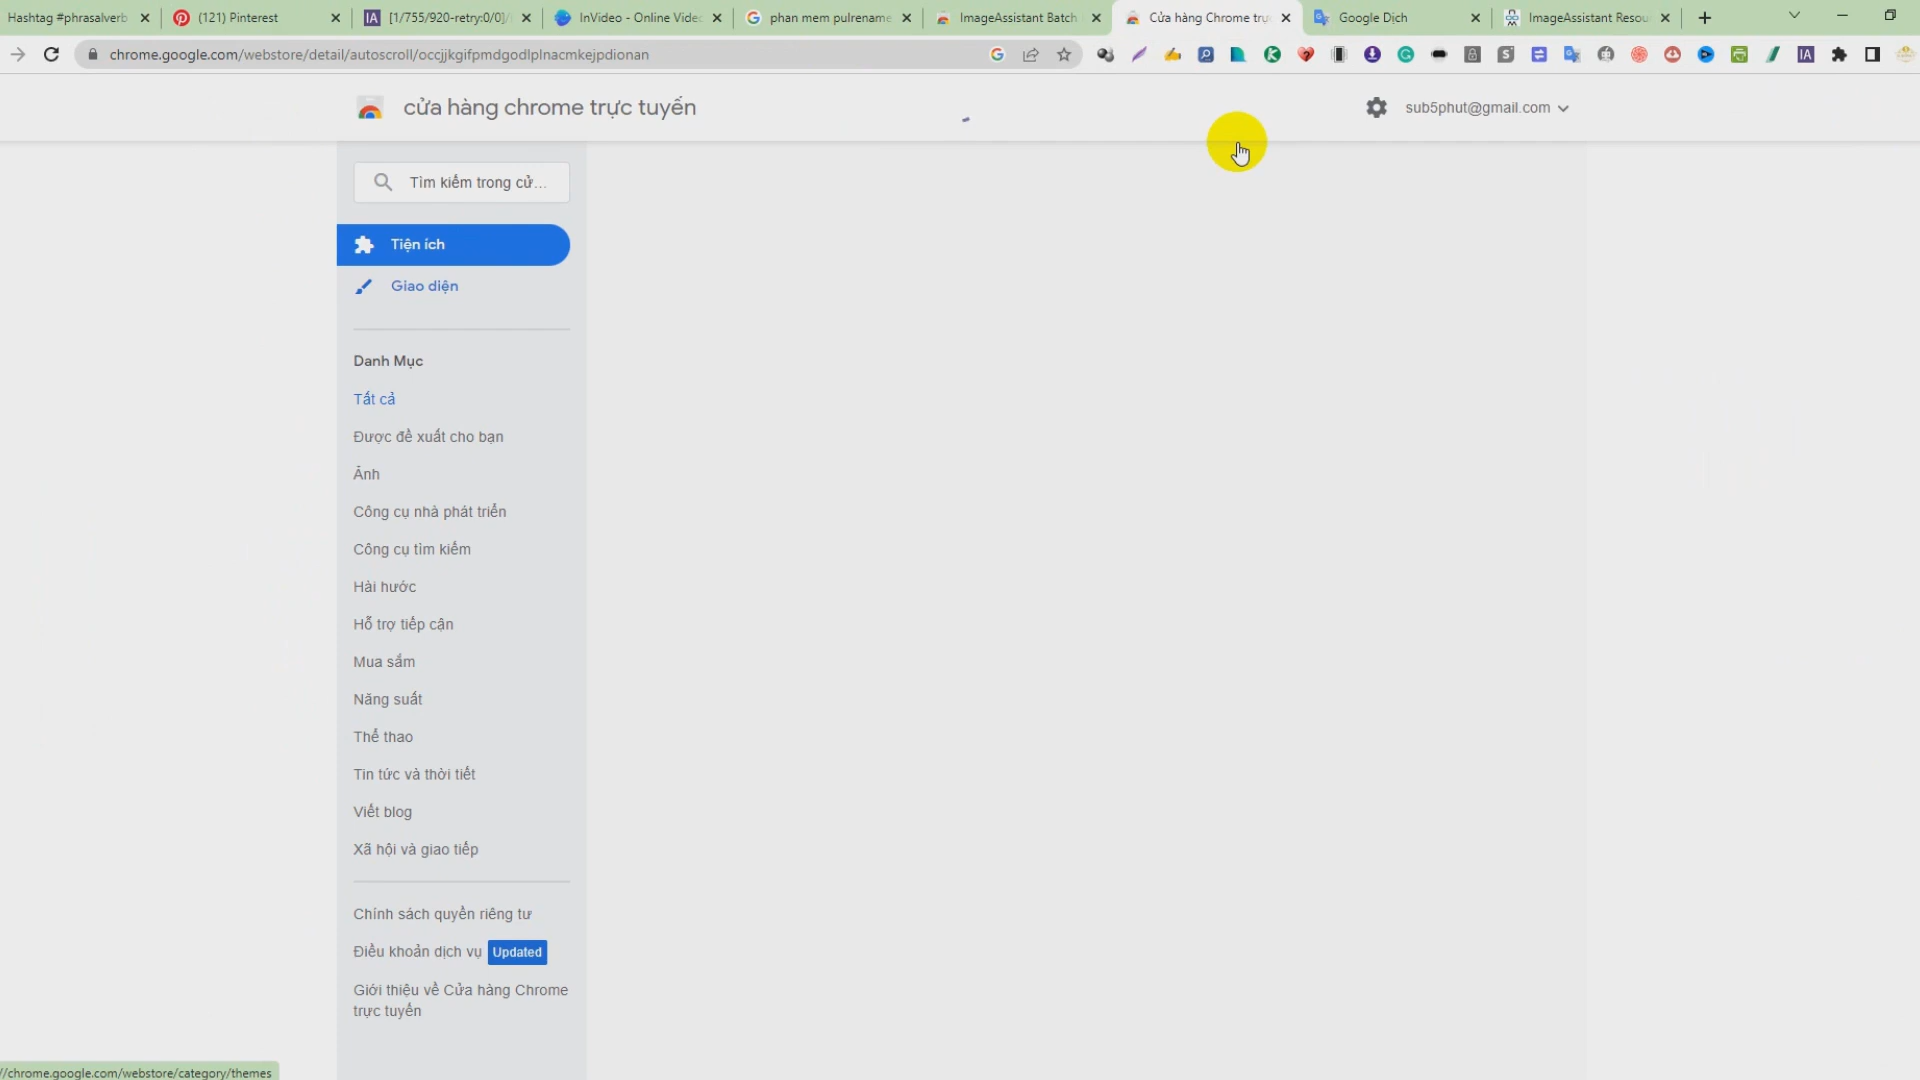 Hashtag #phrasalverb
(121) Pinterest
IA [1/755/920-retry:0/0]/
InVideo - Online Video
phan mem pulrename
ImageAssistant Batch
Cửa hàng Chrome trực
Google Dịch
ImageAssistant Resou
chrome.google.com/webstore/detail/autoscroll/occjjkgifpmdgodlplnacmkejpdionan
cửa hàng chrome trực tuyến
sub5phut@gmail.com
Tìm kiếm trong cử...
Tiện ích
Giao diện
Danh Mục
Tất cả
Được đề xuất cho bạn
Ảnh
Công cụ nhà phát triển
Công cụ tìm kiếm
Hài hước
Hỗ trợ tiếp cận
Mua sắm
Năng suất
Thể thao
Tin tức và thời tiết
Viết blog
Xã hội và giao tiếp
Chính sách quyền riêng tư
Điều khoản dịch vụ Updated
Giới thiệu về Cửa hàng Chrome
trực tuyến
//chrome.google.com/webstore/category/themes